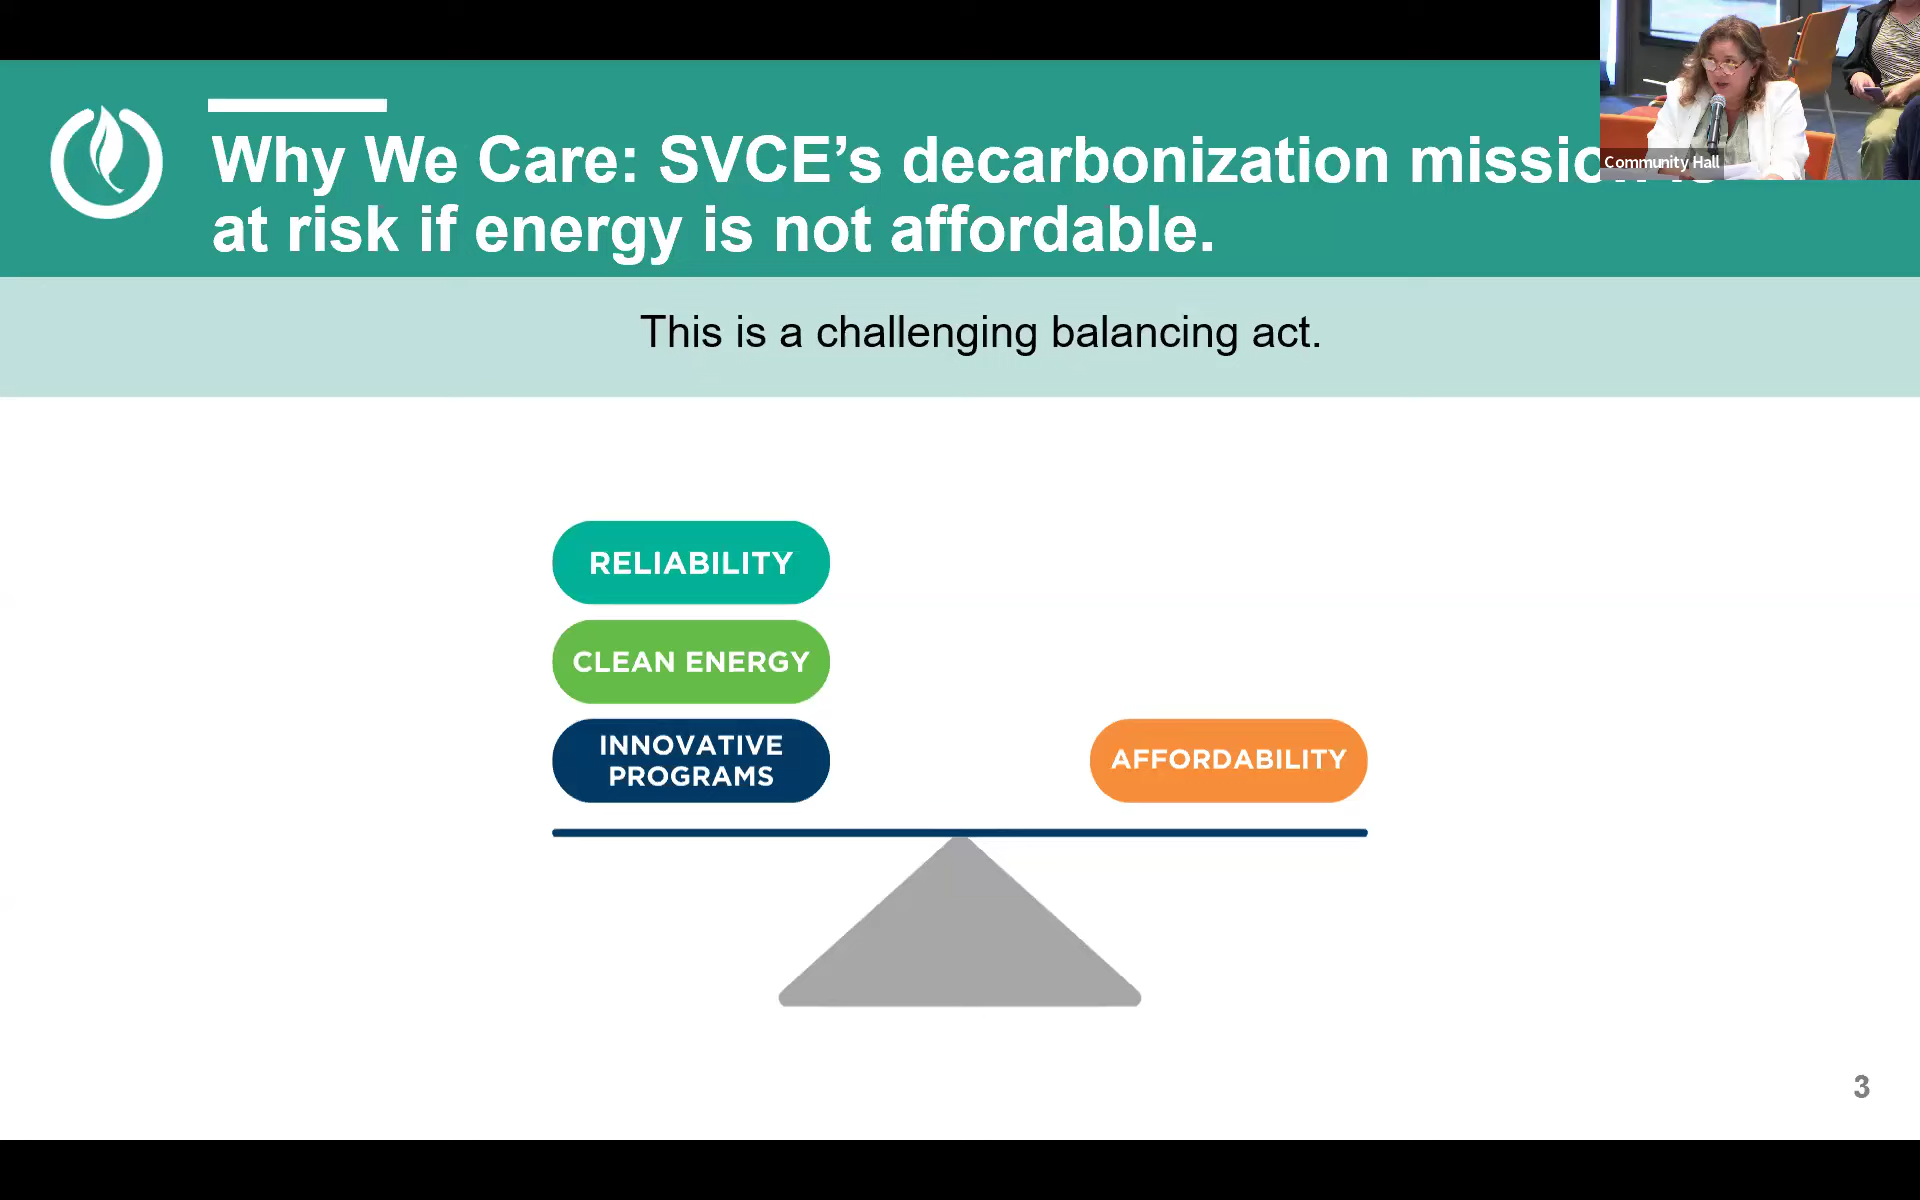 Why We Care: SVCE’s decarbonization
at risk if energy is not affordable.
Community Hall
This is a challenging balancing act.
RELIABILITY
CLEAN ENERGY
INNOVATIVE
PROGRAMS
AFFORDABILITY
3